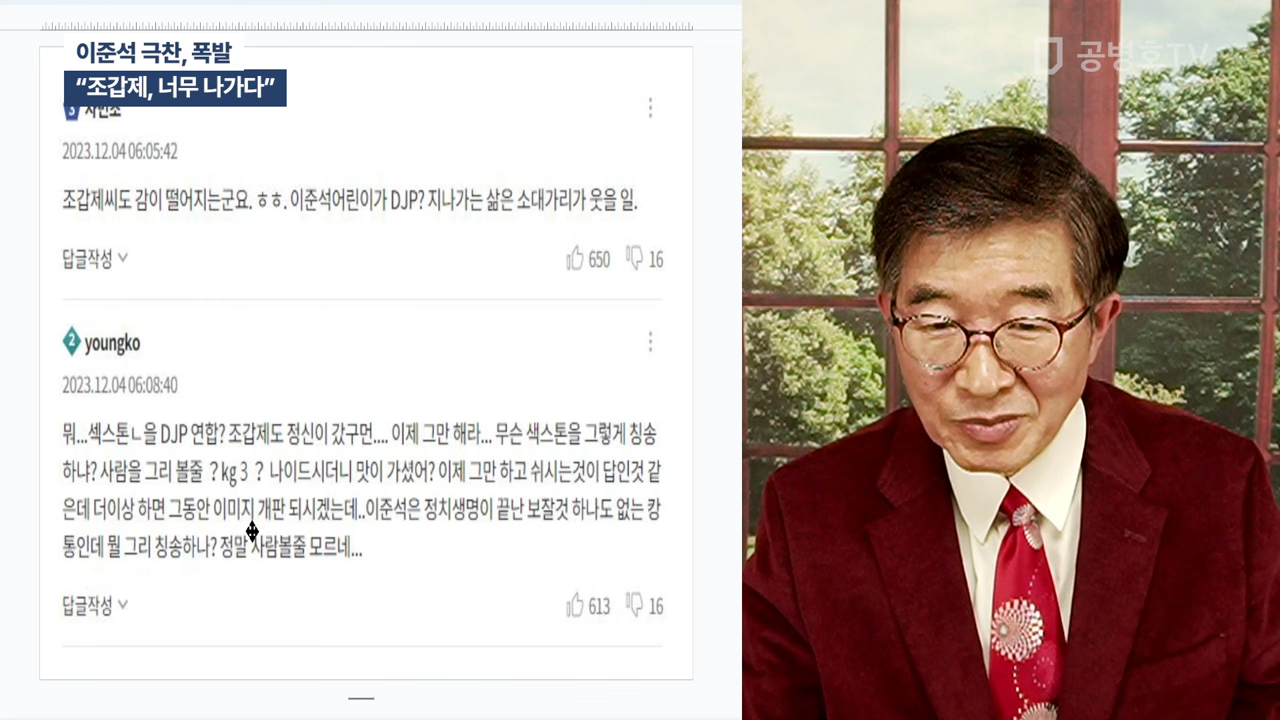 이준석 극찬, 폭발
“조갑제, 너무 나가다”
공병호TV
3
2023.12.04 06:05:42
조갑제씨도 감이 떨어지는군요. ㅎㅎ. 이준석어린이가 DJP? 지나가는 삶은 소대가리가 웃을 일.
답글작성
650 16
2 youngko
2023.12.04 06:08:40
뭐...섹스톤ㄴ을 DJP 연합? 조갑제도 정신이 갔구먼.... 이제 그만 해라... 무슨 색스톤을 그렇게 칭송
하냐? 사람을 그리 볼줄 ？kg３？ 나이드시더니 맛이 가셨어? 이제 그만 하고 쉬시는것이 답인것 같
은데 더이상 하면 그동안 이미지 개판 되시겠는데..이준석은 정치생명이 끝난 보잘것 하나도 없는 캉
통인데 뭘 그리 칭송하나? 정말 사람볼줄 모르네...
답글작성
613 16